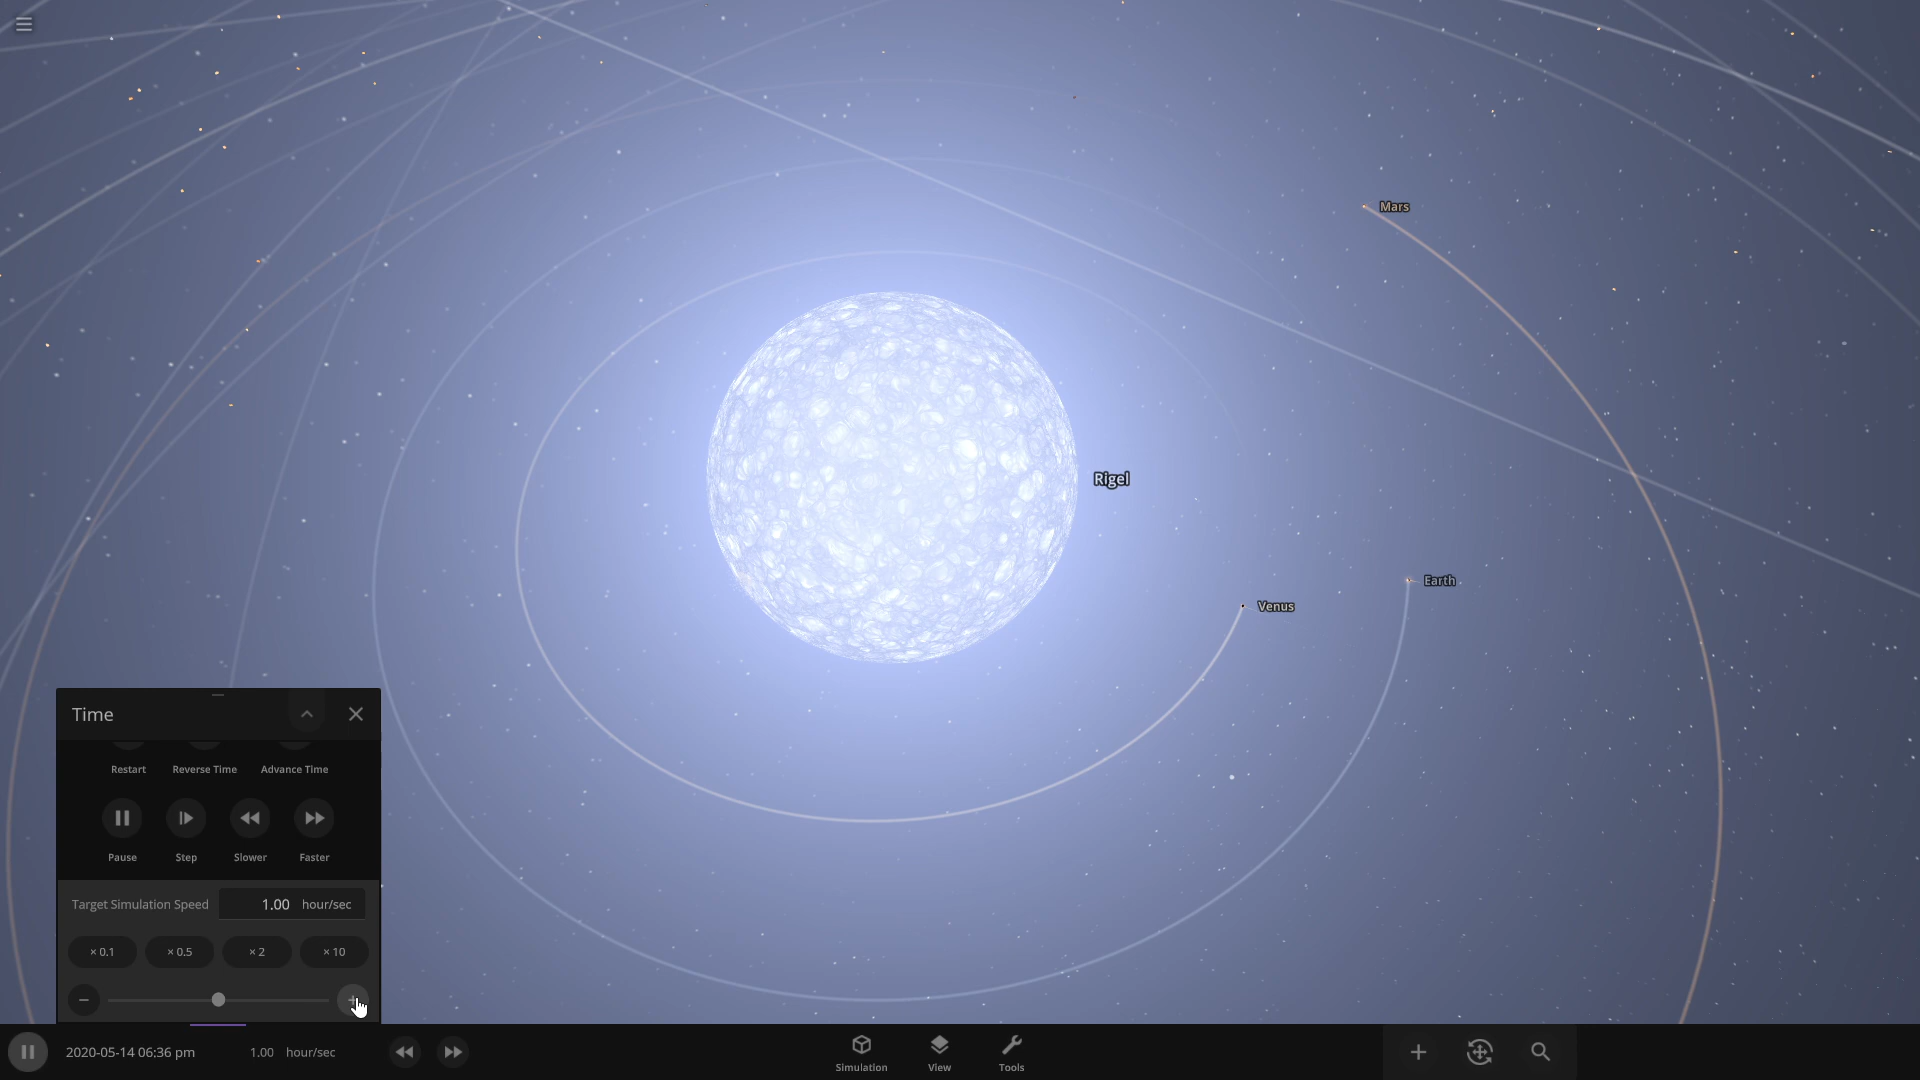 Mars
Rigel
Earth
Venus
Time
Restart
Reverse Time
Advance Time
Pause
Step
Slower
Faster
Target Simulation Speed
1.00 hour/sec
× 0.1
× 0.5
× 2
× 10
2020-05-14 06:36 pm
1.00 hour/sec
Simulation
View
Tools